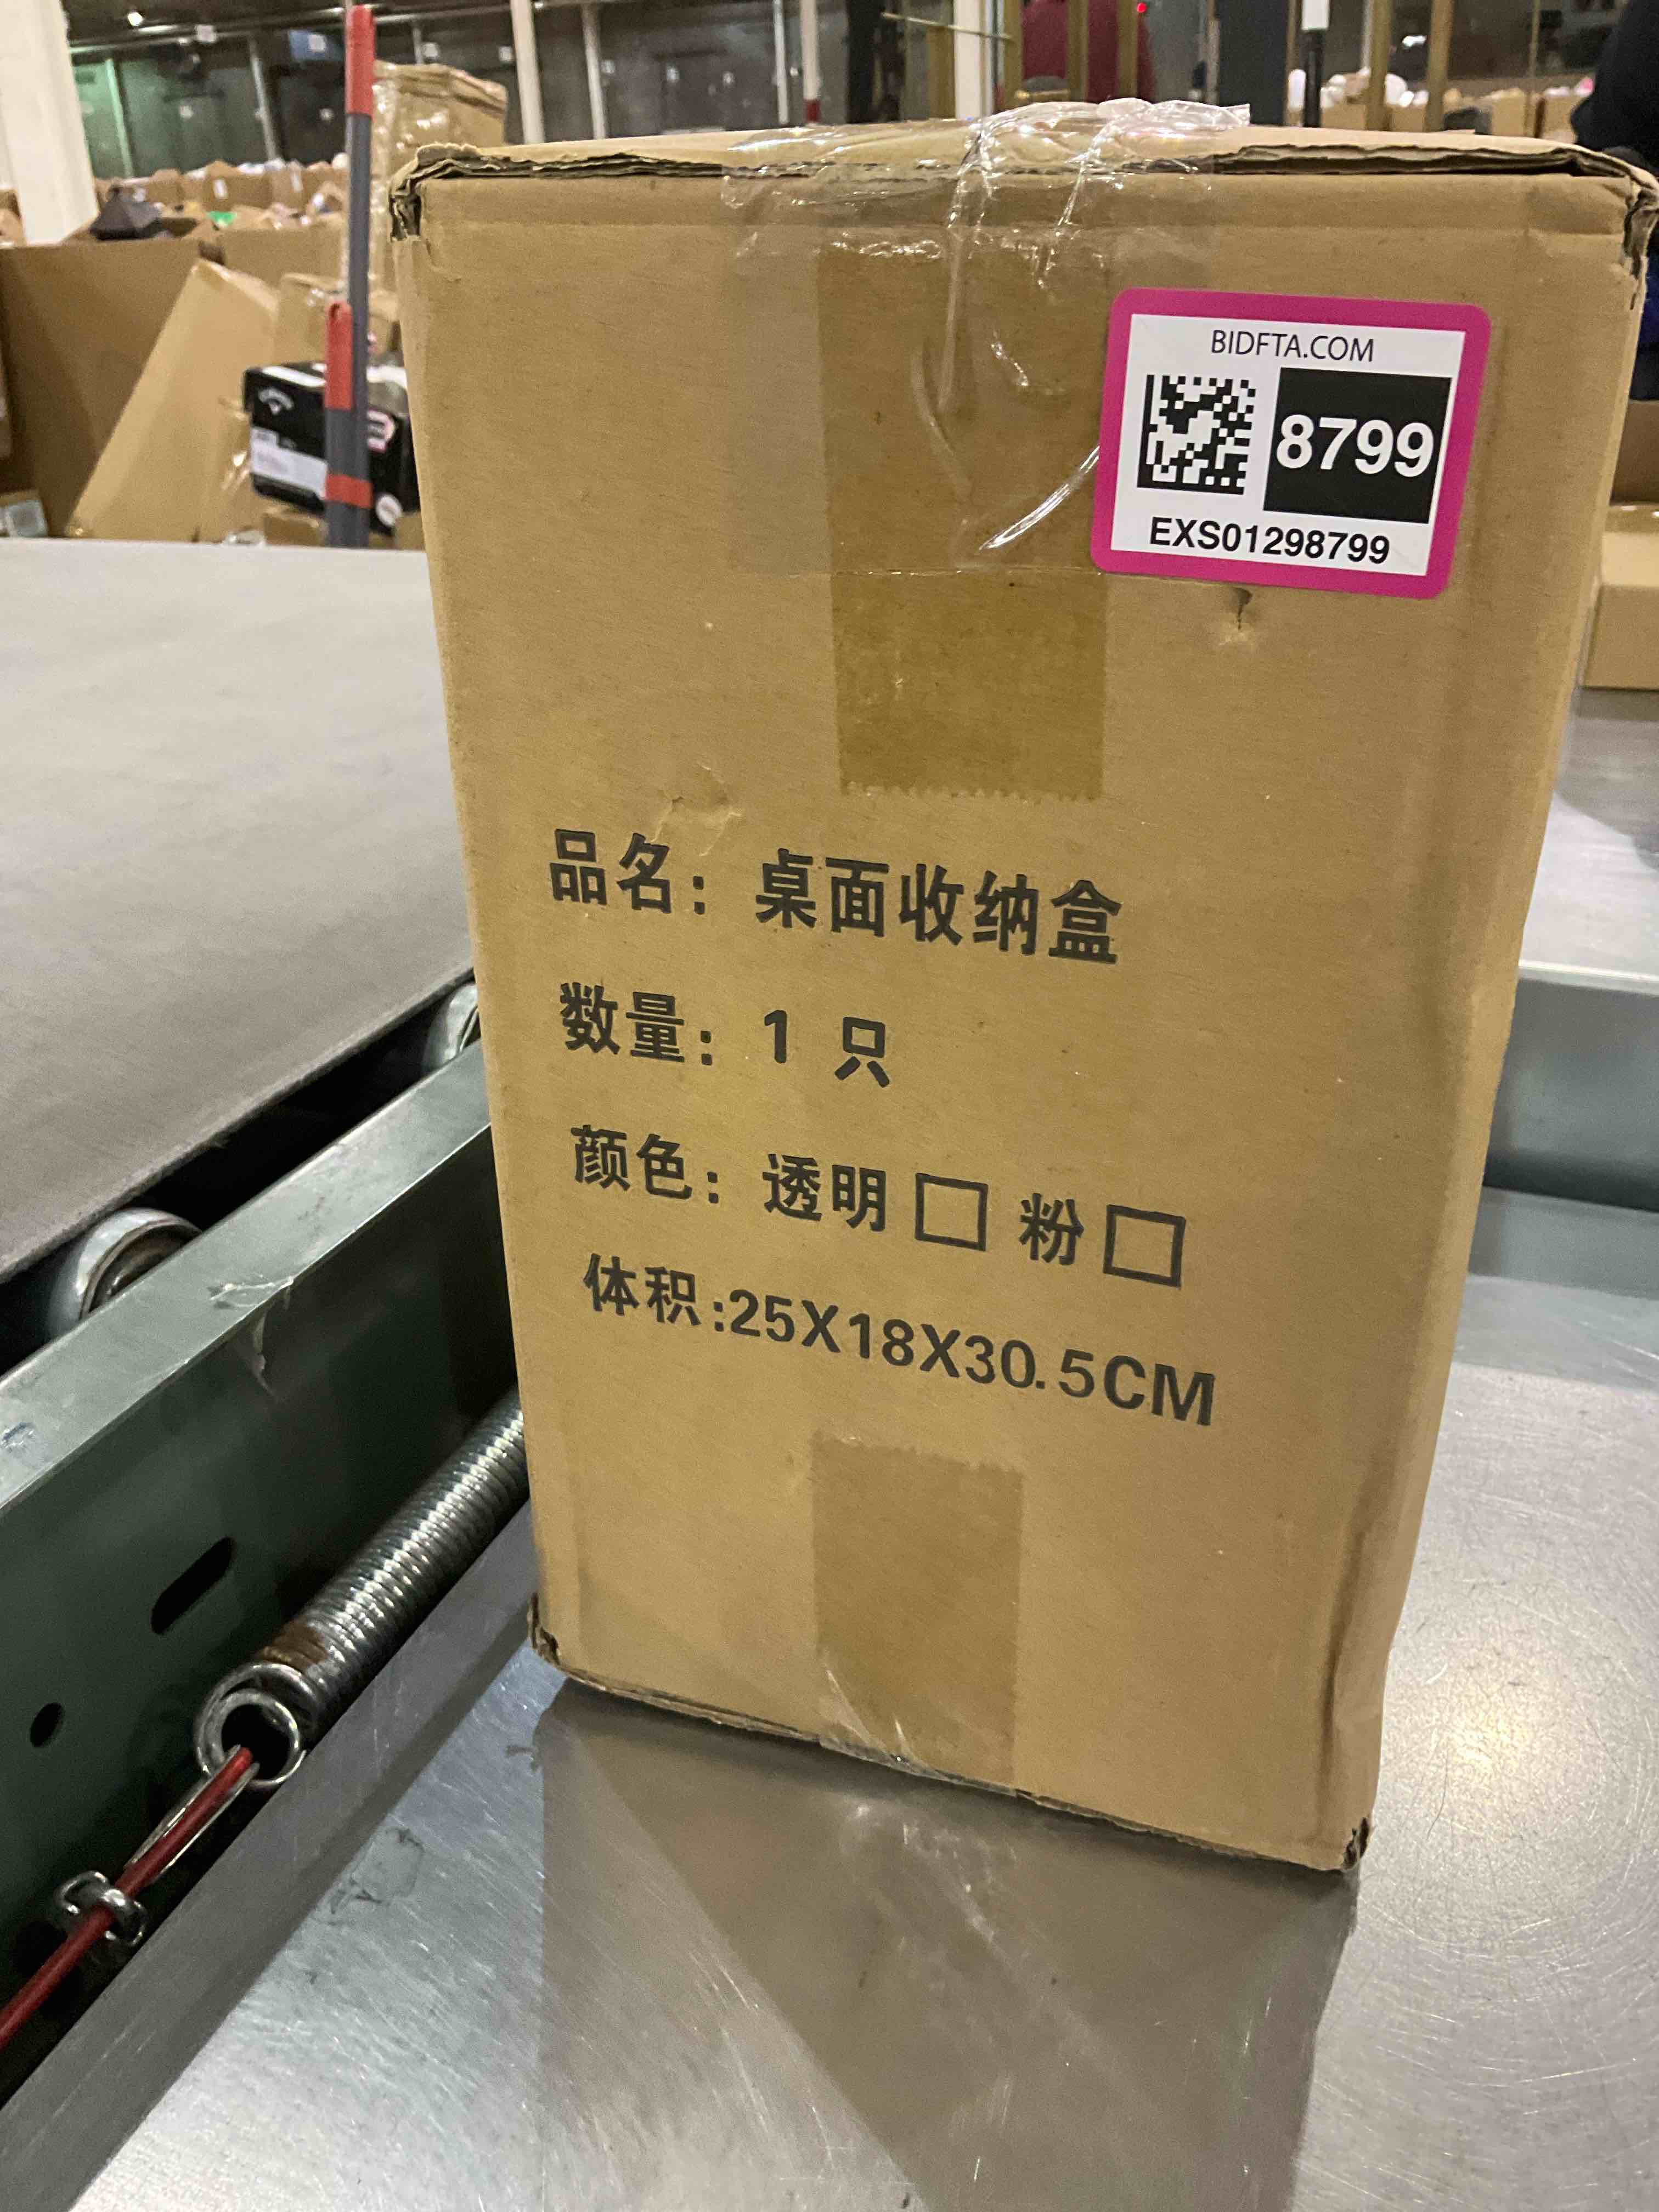 BIDFTA.COM
8799
EXS01298799
品名：桌面收纳盒
数量：1 只
颜色：透明□ 粉□
体积:25X18X30.5CM